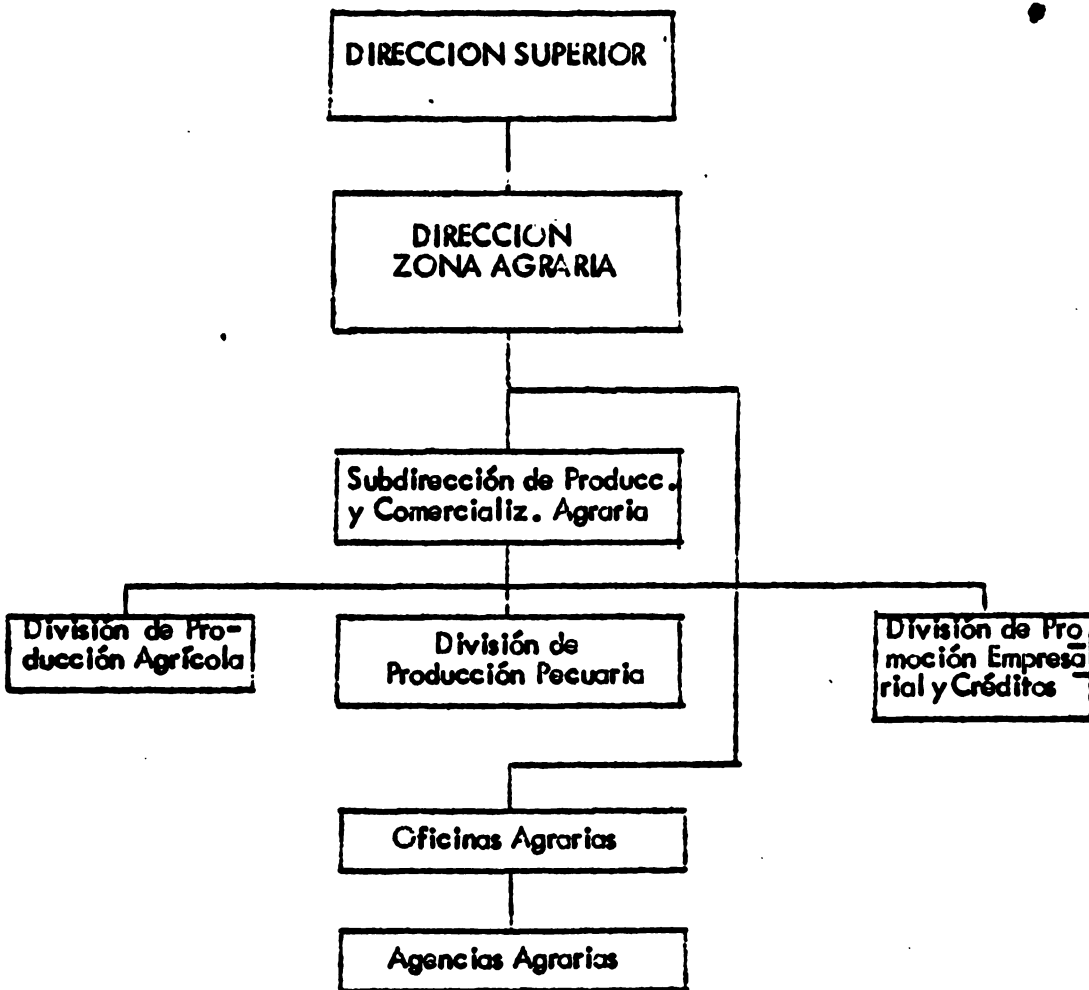 DIRECCION SUPERIOR
DIRECCION
ZONA AGRARIA
Subdirección de Producc.
y Comercializ. Agraria
División de Pro-
ducción Agrícola
División de
Producción Pecuaria
División de Pro
moción Empresa
rial y Créditos
Oficinas Agrarias
Agencias Agrarias